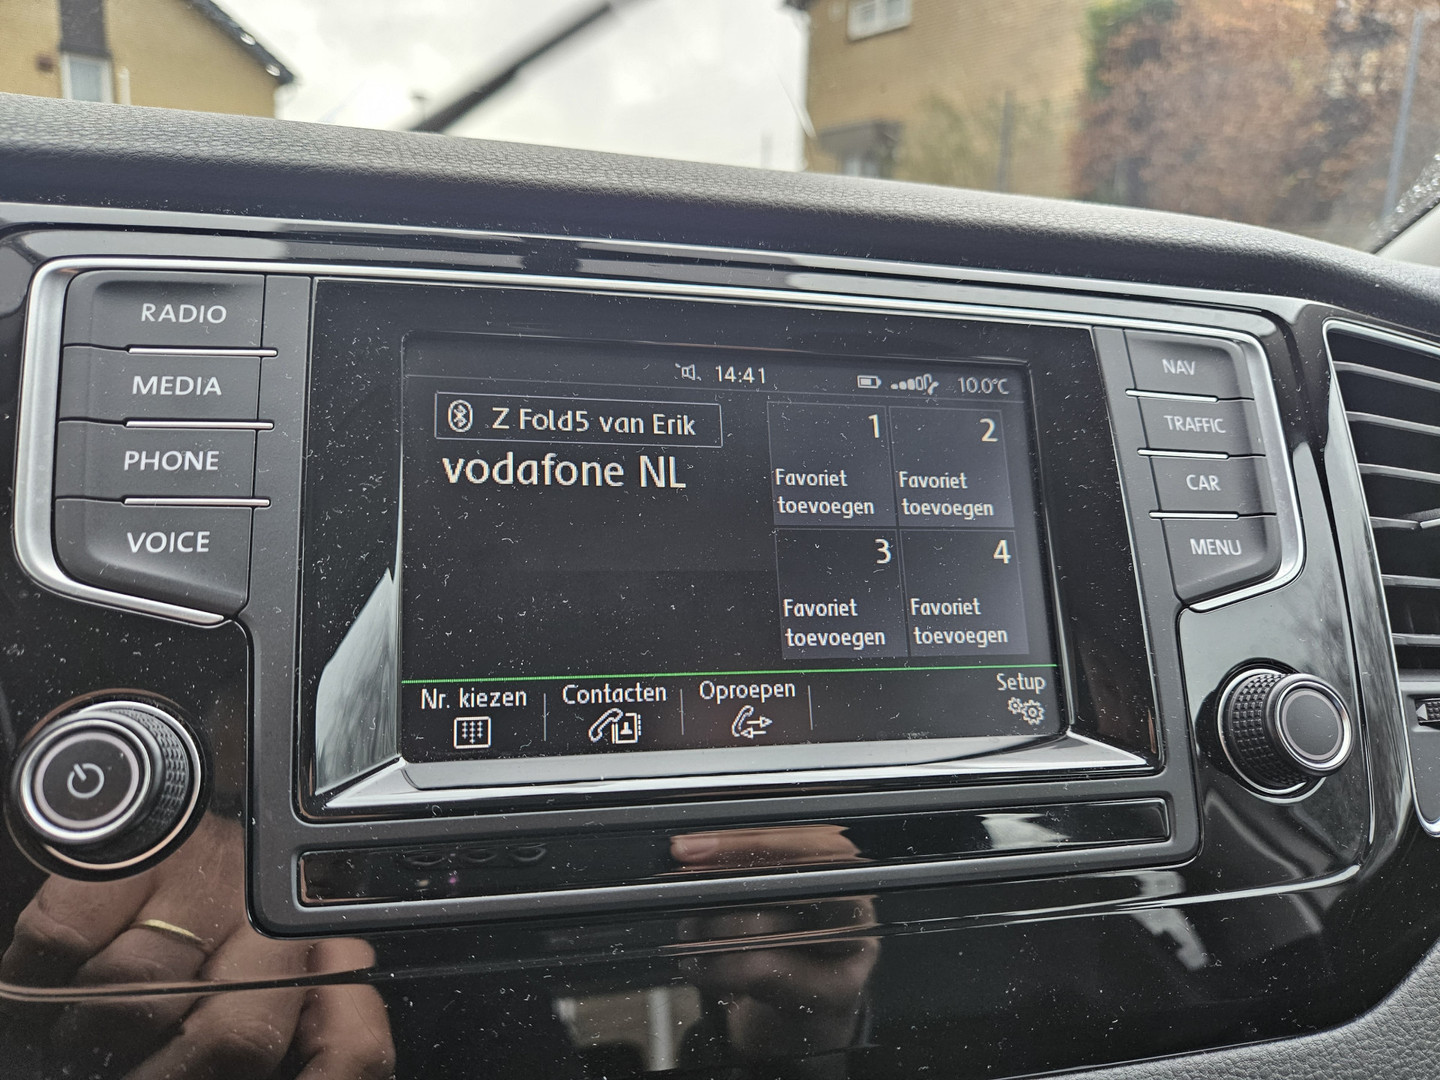 RADIO
MEDIA
PHONE
VOICE
14:41
10.0°C
Z Fold5 van Erik
vodafone NL
1
Favoriet
toevoegen
2
Favoriet
toevoegen
3
Favoriet
toevoegen
4
Favoriet
toevoegen
Nr. kiezen
Contacten
Oproepen
Setup
NAV
TRAFFIC
CAR
MENU